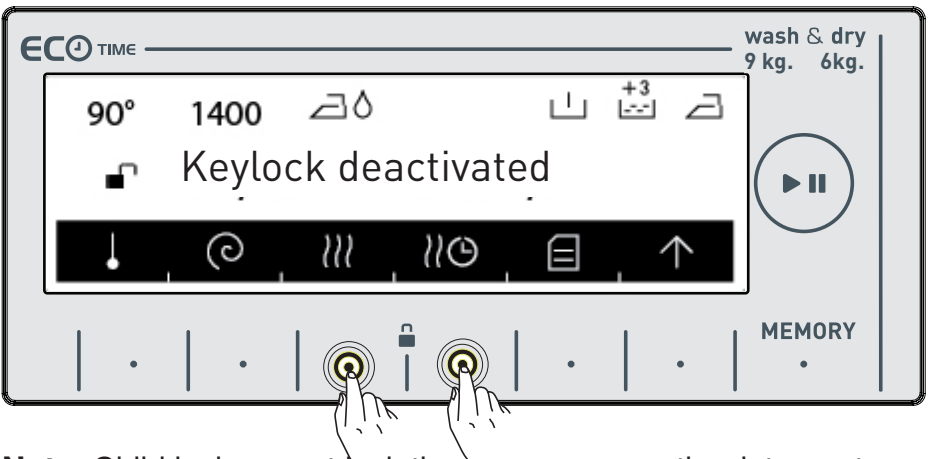 ECO TIME
wash & dry
9 kg. 6kg.
90° 1400
+3
Keylock deactivated
MEMORY